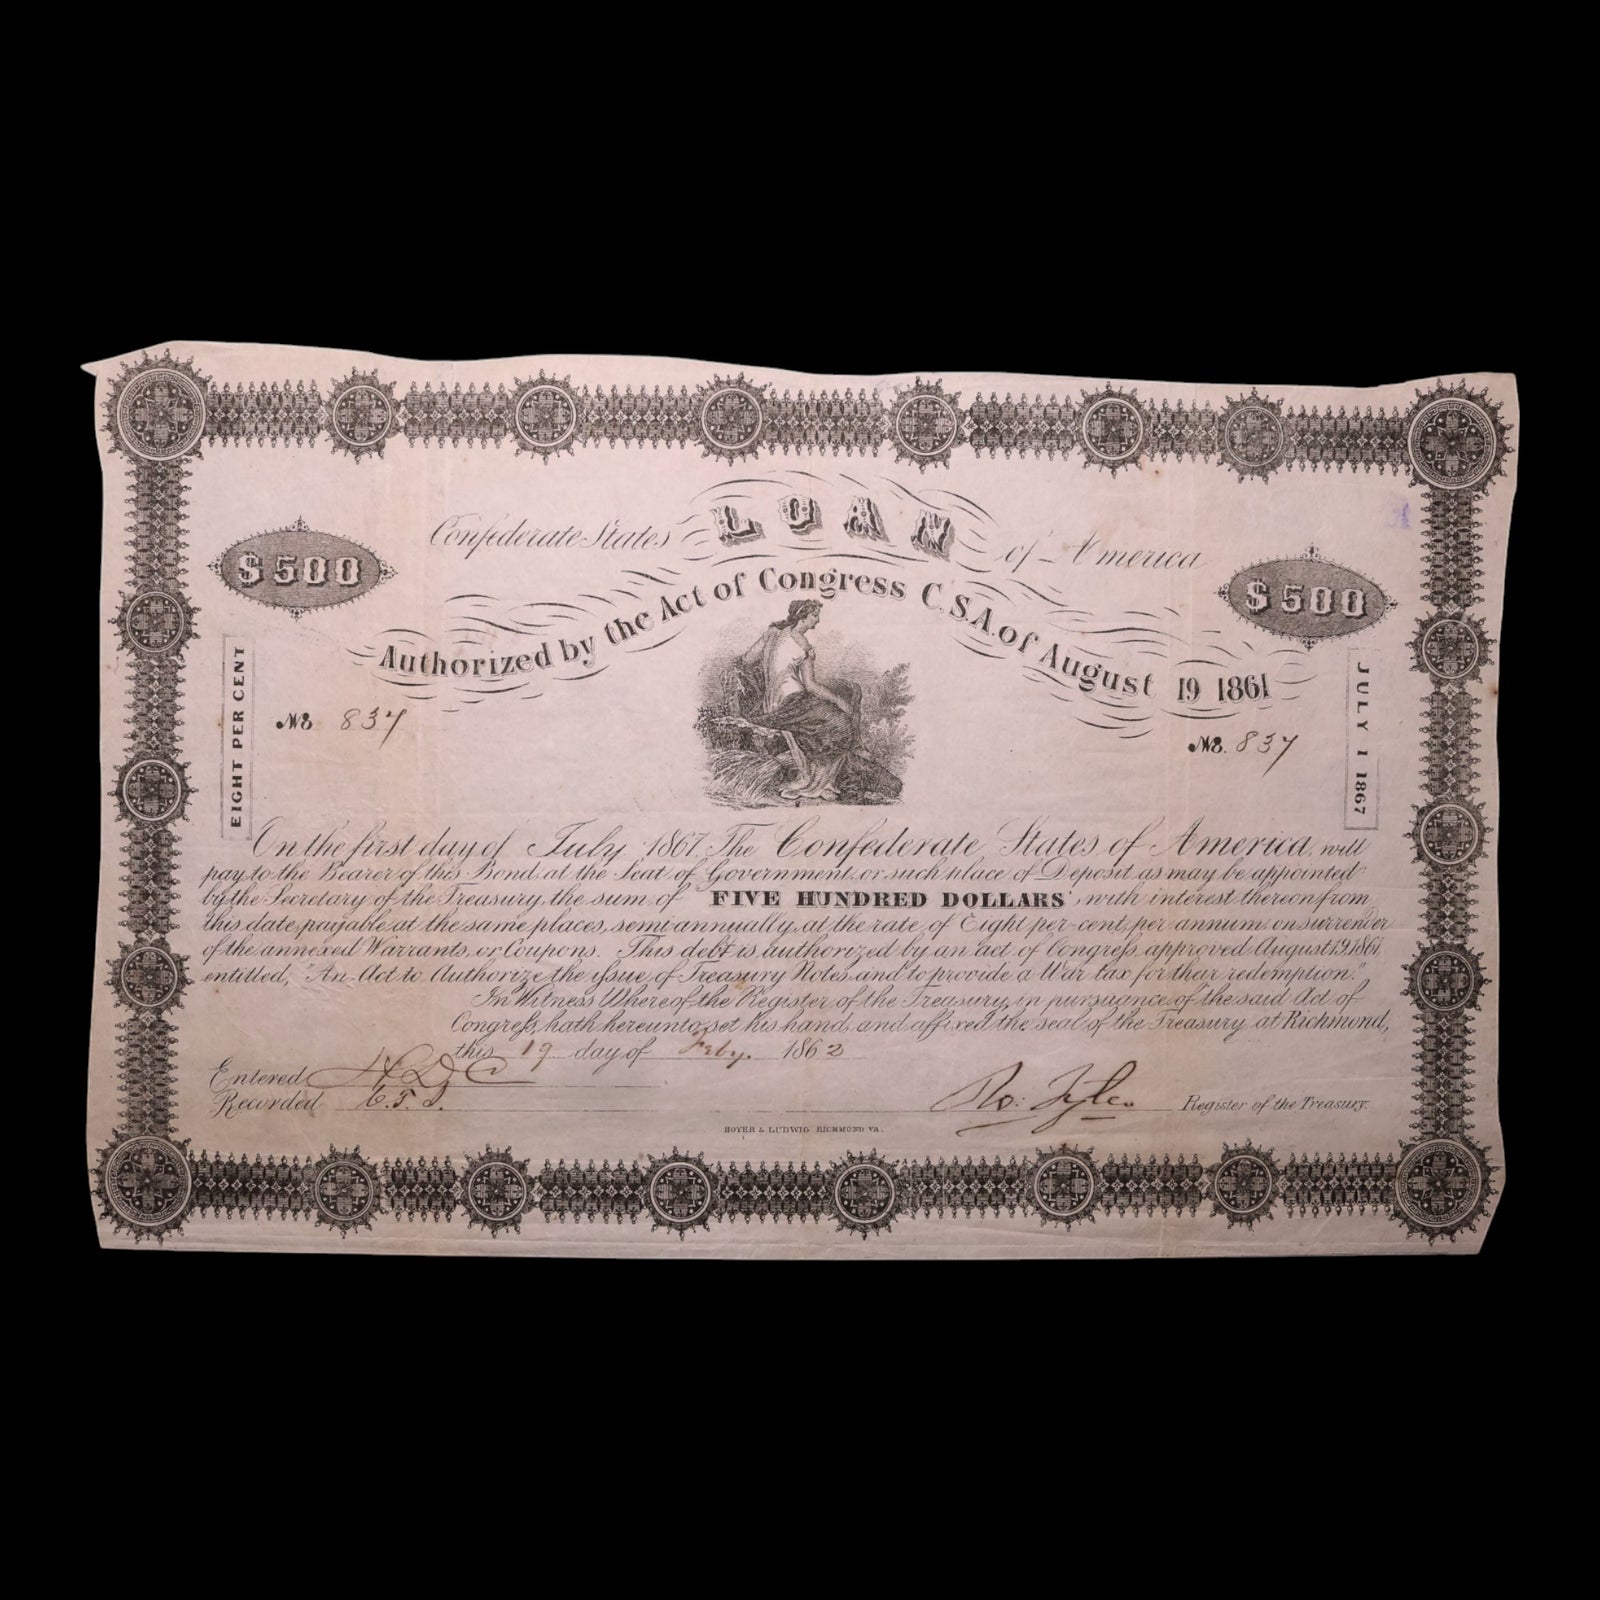 Confederate States LOAN of America
Authorized by the Act of Congress C.S.A. of August 19 1861
$500
$500
EIGHT PER CENT
JULY 1 1867
No 837
No. 837
On the first day of July 1867. The Confederate States of America, will
pay to the Bearer of this Bond, at the Seat of Government, or such place of Deposit as may be appointed
by the Secretary of the Treasury, the sum of FIVE HUNDRED DOLLARS, with interest thereon from
this date, payable at the same places, semi annually, at the rate of Eight per-cent, per annum, on surrender
of the annexed Warrants, or Coupons. This debt is authorized by an act of Congress, approved August 19, 1861,
entitled, "An Act to Authorize the issue of Treasury Notes and to provide a War tax for their redemption."
In Witness Whereof the Register of the Treasury, in pursuance of the said Act of
Congress, hath hereunto set his hand, and affixed the seal of the Treasury at Richmond,
this 19 day of Feby. 1862
Entered
Recorded C.T.
Ro: Tyler Register of the Treasury.
HOYER & LUDWIG RICHMOND VA.